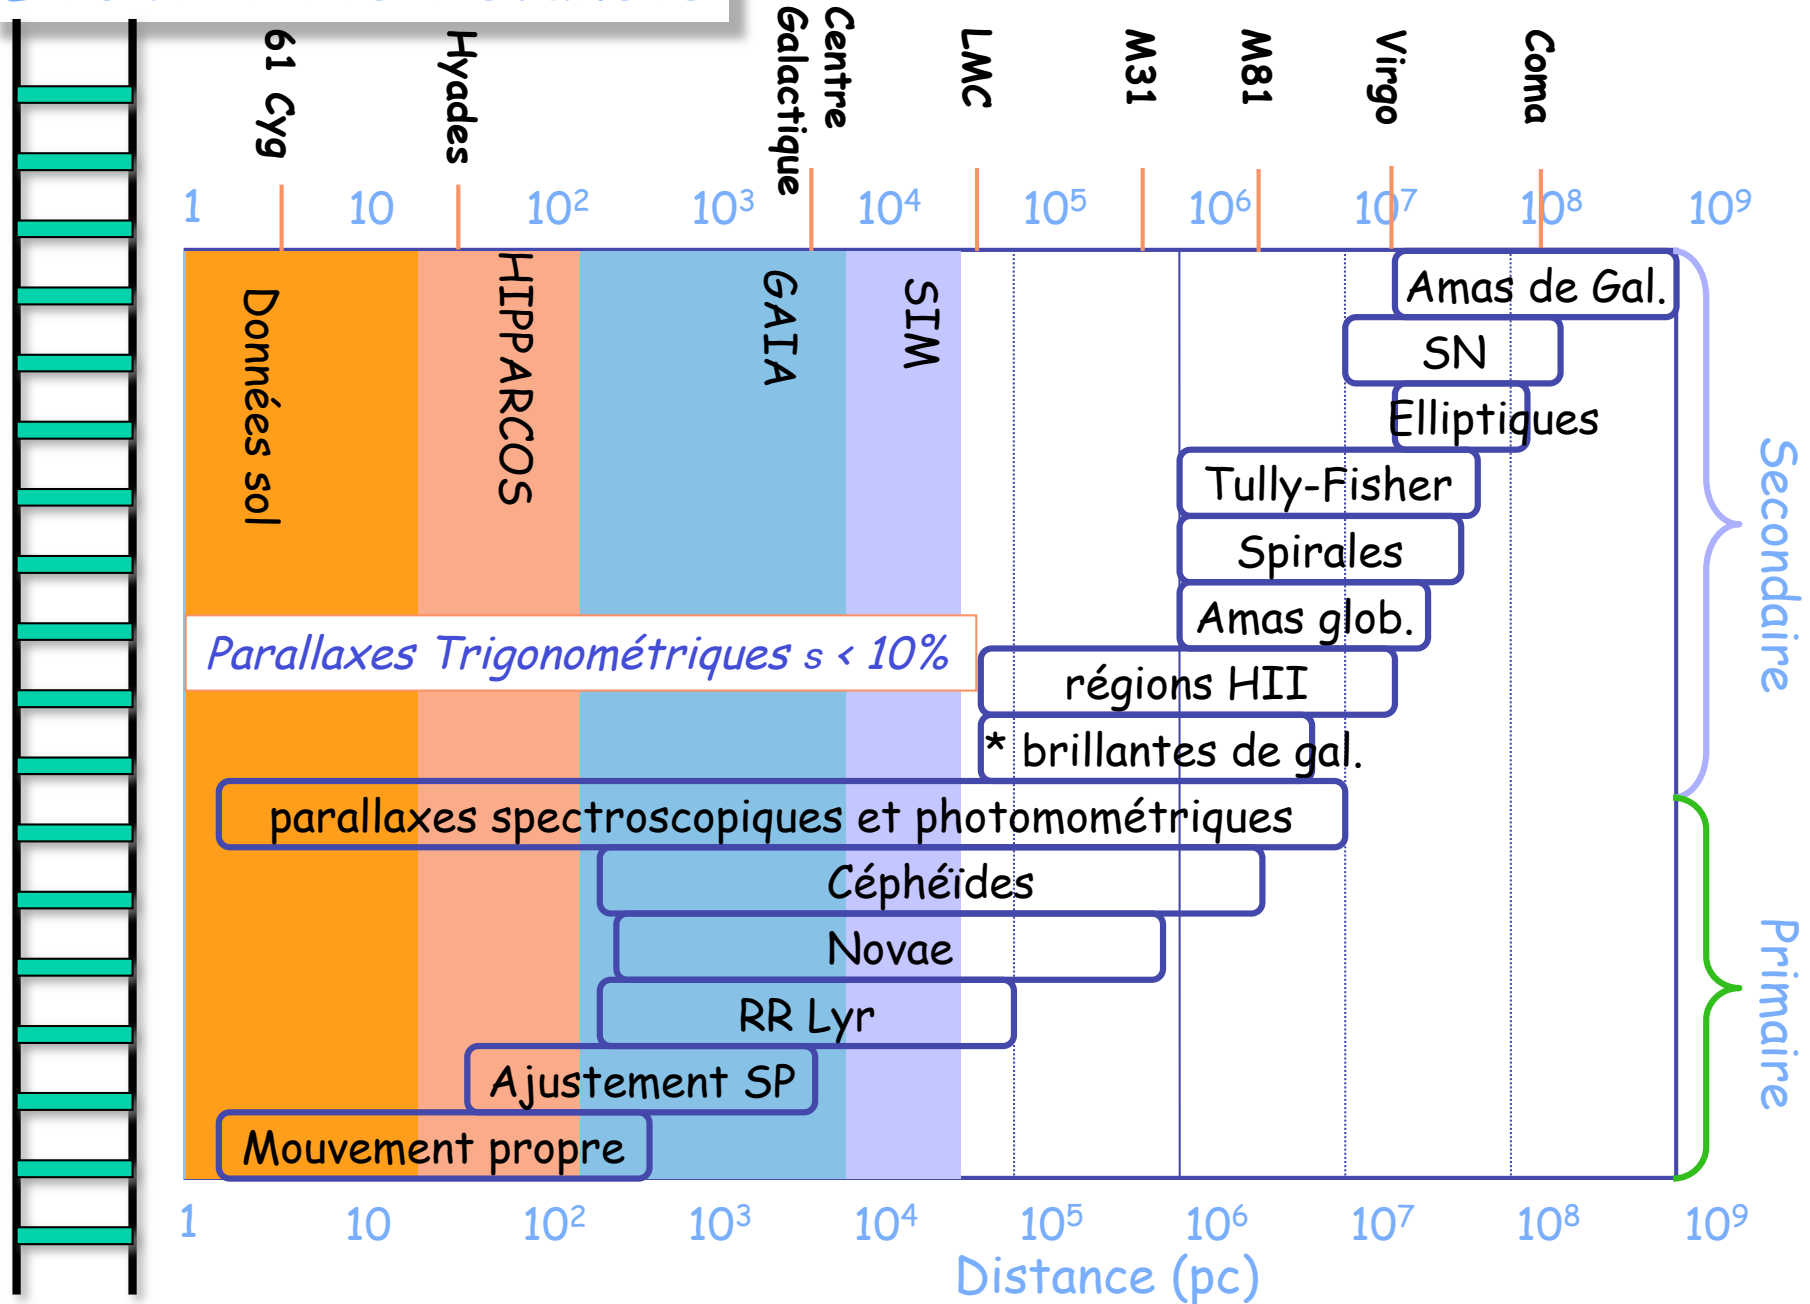 61 Cyg
Hyades
Centre
Galactique
LMC
M31
M81
Virgo
Coma
1 10 10² 10³ 10⁴ 10⁵ 10⁶ 10⁷ 10⁸ 10⁹
Données sol
HIPPARCOS
GAIA
SIM
Amas de Gal.
SN
Elliptiques
Tully-Fisher
Spirales
Amas glob.
Parallaxes Trigonométriques s < 10%
régions HII
* brillantes de gal.
parallaxes spectroscopiques et photomométriques
Céphéïdes
Novae
RR Lyr
Ajustement SP
Mouvement propre
Secondaire
Primaire
1 10 10² 10³ 10⁴ 10⁵ 10⁶ 10⁷ 10⁸ 10⁹
Distance (pc)